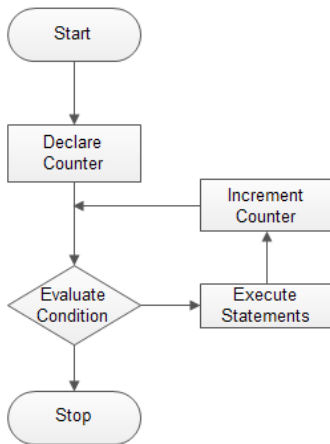 Start
Declare
Counter
Increment
Counter
Evaluate
Condition
Execute
Statements
Stop